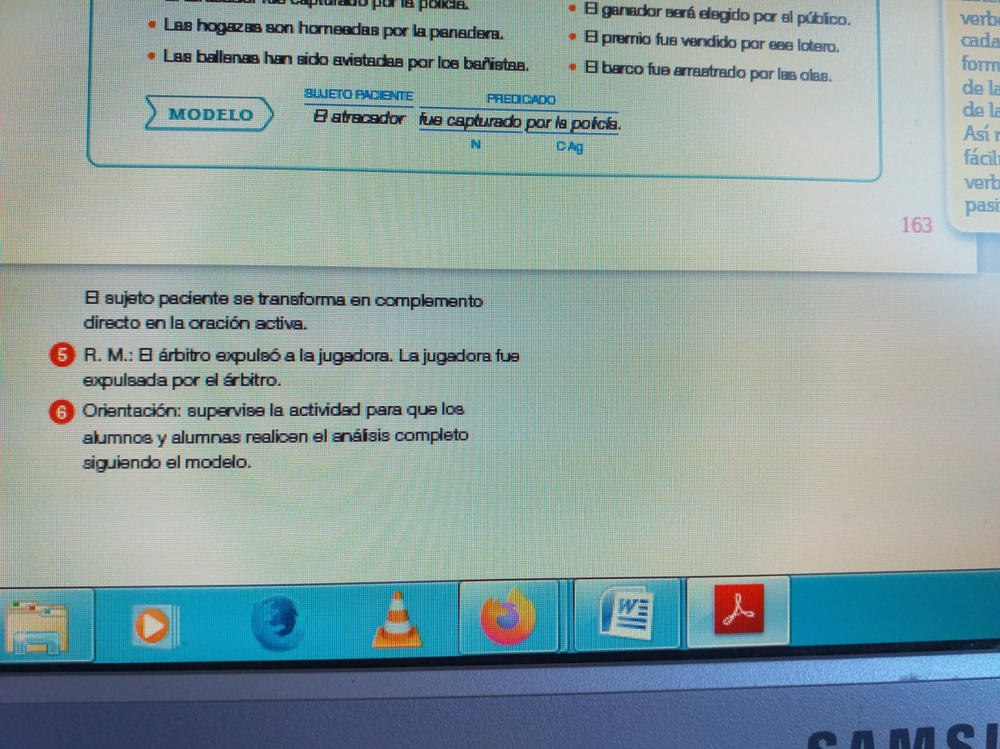 capturado por la policía.
• Las hogazas son horneadas por la panadera.
• Las ballenas han sido avistadas por los bañistas.
• El ganador será elegido por el público.
• El premio fue vendido por ese lotero.
• El barco fue arrastrado por las olas.
MODELO
SUJETO PACIENTE PREDICADO
El atracador fue capturado por la policía.
N C Ag
verb
cada
form
de la
de la
Así
fácil
verb
pasi
163
El sujeto paciente se transforma en complemento
directo en la oración activa.
5 R. M.: El árbitro expulsó a la jugadora. La jugadora fue
expulsada por el árbitro.
6 Orientación: supervise la actividad para que los
alumnos y alumnas realicen el análisis completo
siguiendo el modelo.
W
SAMSU